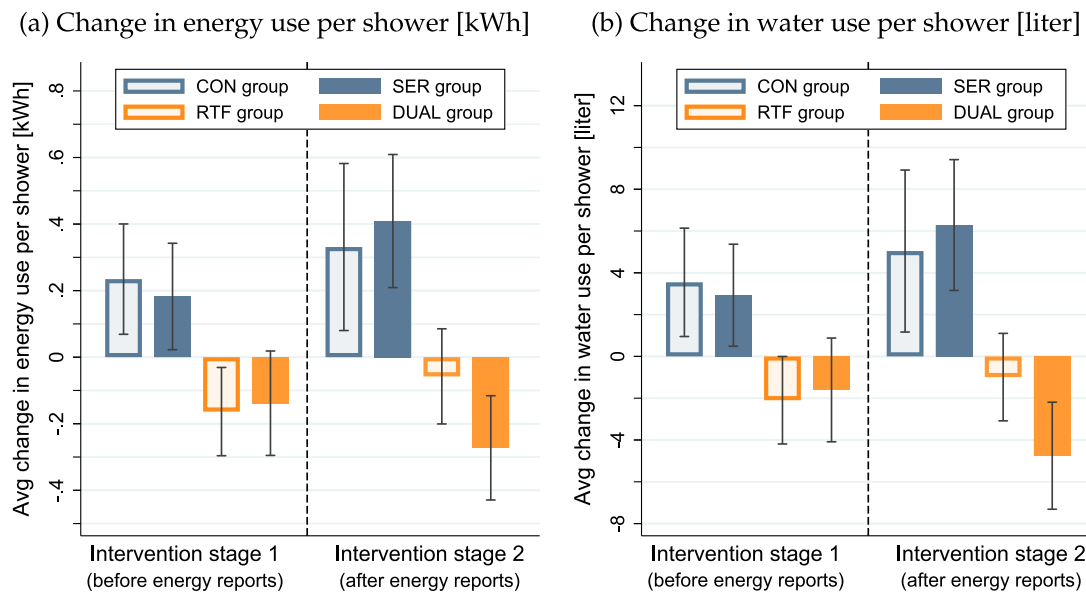 (a) Change in energy use per shower [kWh]
Avg change in energy use per shower [kWh]
.8
.6
.4
.2
0
-.2
-.4
CON group
SER group
RTF group
DUAL group
Intervention stage 1
(before energy reports)
Intervention stage 2
(after energy reports)
(b) Change in water use per shower [liter]
Avg change in water use per shower [liter]
12
8
4
0
-4
-8
CON group
SER group
RTF group
DUAL group
Intervention stage 1
(before energy reports)
Intervention stage 2
(after energy reports)